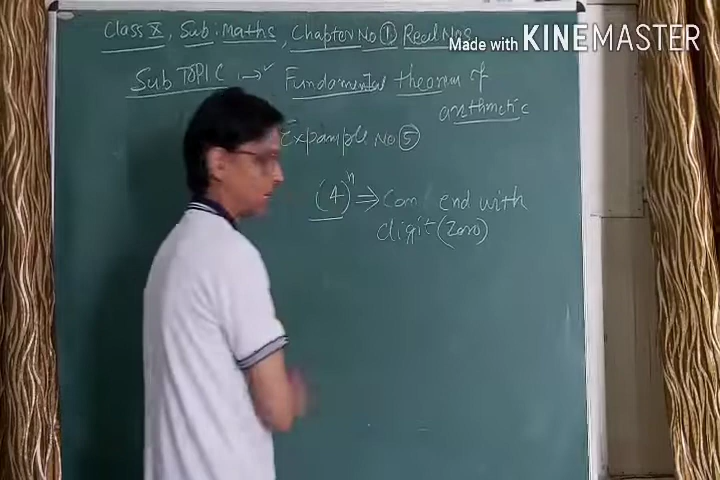 Class X, Sub: Maths, Chapter No ① Real Nos
Made with KINEMASTER
Sub TOPIC → Fundamental theorem of
arithmetic
Example No ⑤
(4)ⁿ ⇒ Can end with
digit (Zero)